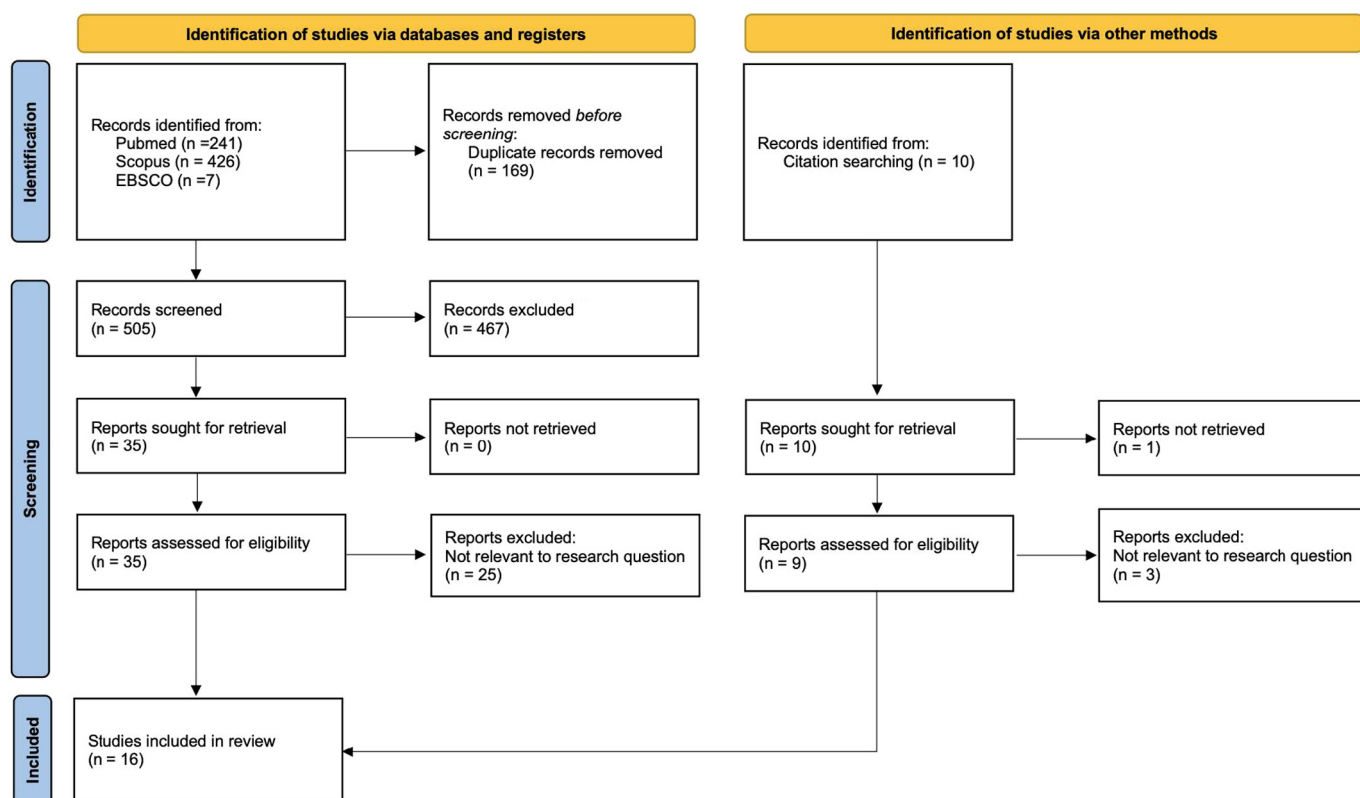 Identification of studies via databases and registers
Identification of studies via other methods
Identification
Records identified from:
Pubmed (n =241)
Scopus (n = 426)
EBSCO (n =7)
Records removed before
screening:
Duplicate records removed
(n = 169)
Records identified from:
Citation searching (n = 10)
Screening
Records screened
(n = 505)
Records excluded
(n = 467)
Reports sought for retrieval
(n = 35)
Reports not retrieved
(n = 0)
Reports sought for retrieval
(n = 10)
Reports not retrieved
(n = 1)
Reports assessed for eligibility
(n = 35)
Reports excluded:
Not relevant to research question
(n = 25)
Reports assessed for eligibility
(n = 9)
Reports excluded:
Not relevant to research question
(n = 3)
Included
Studies included in review
(n = 16)